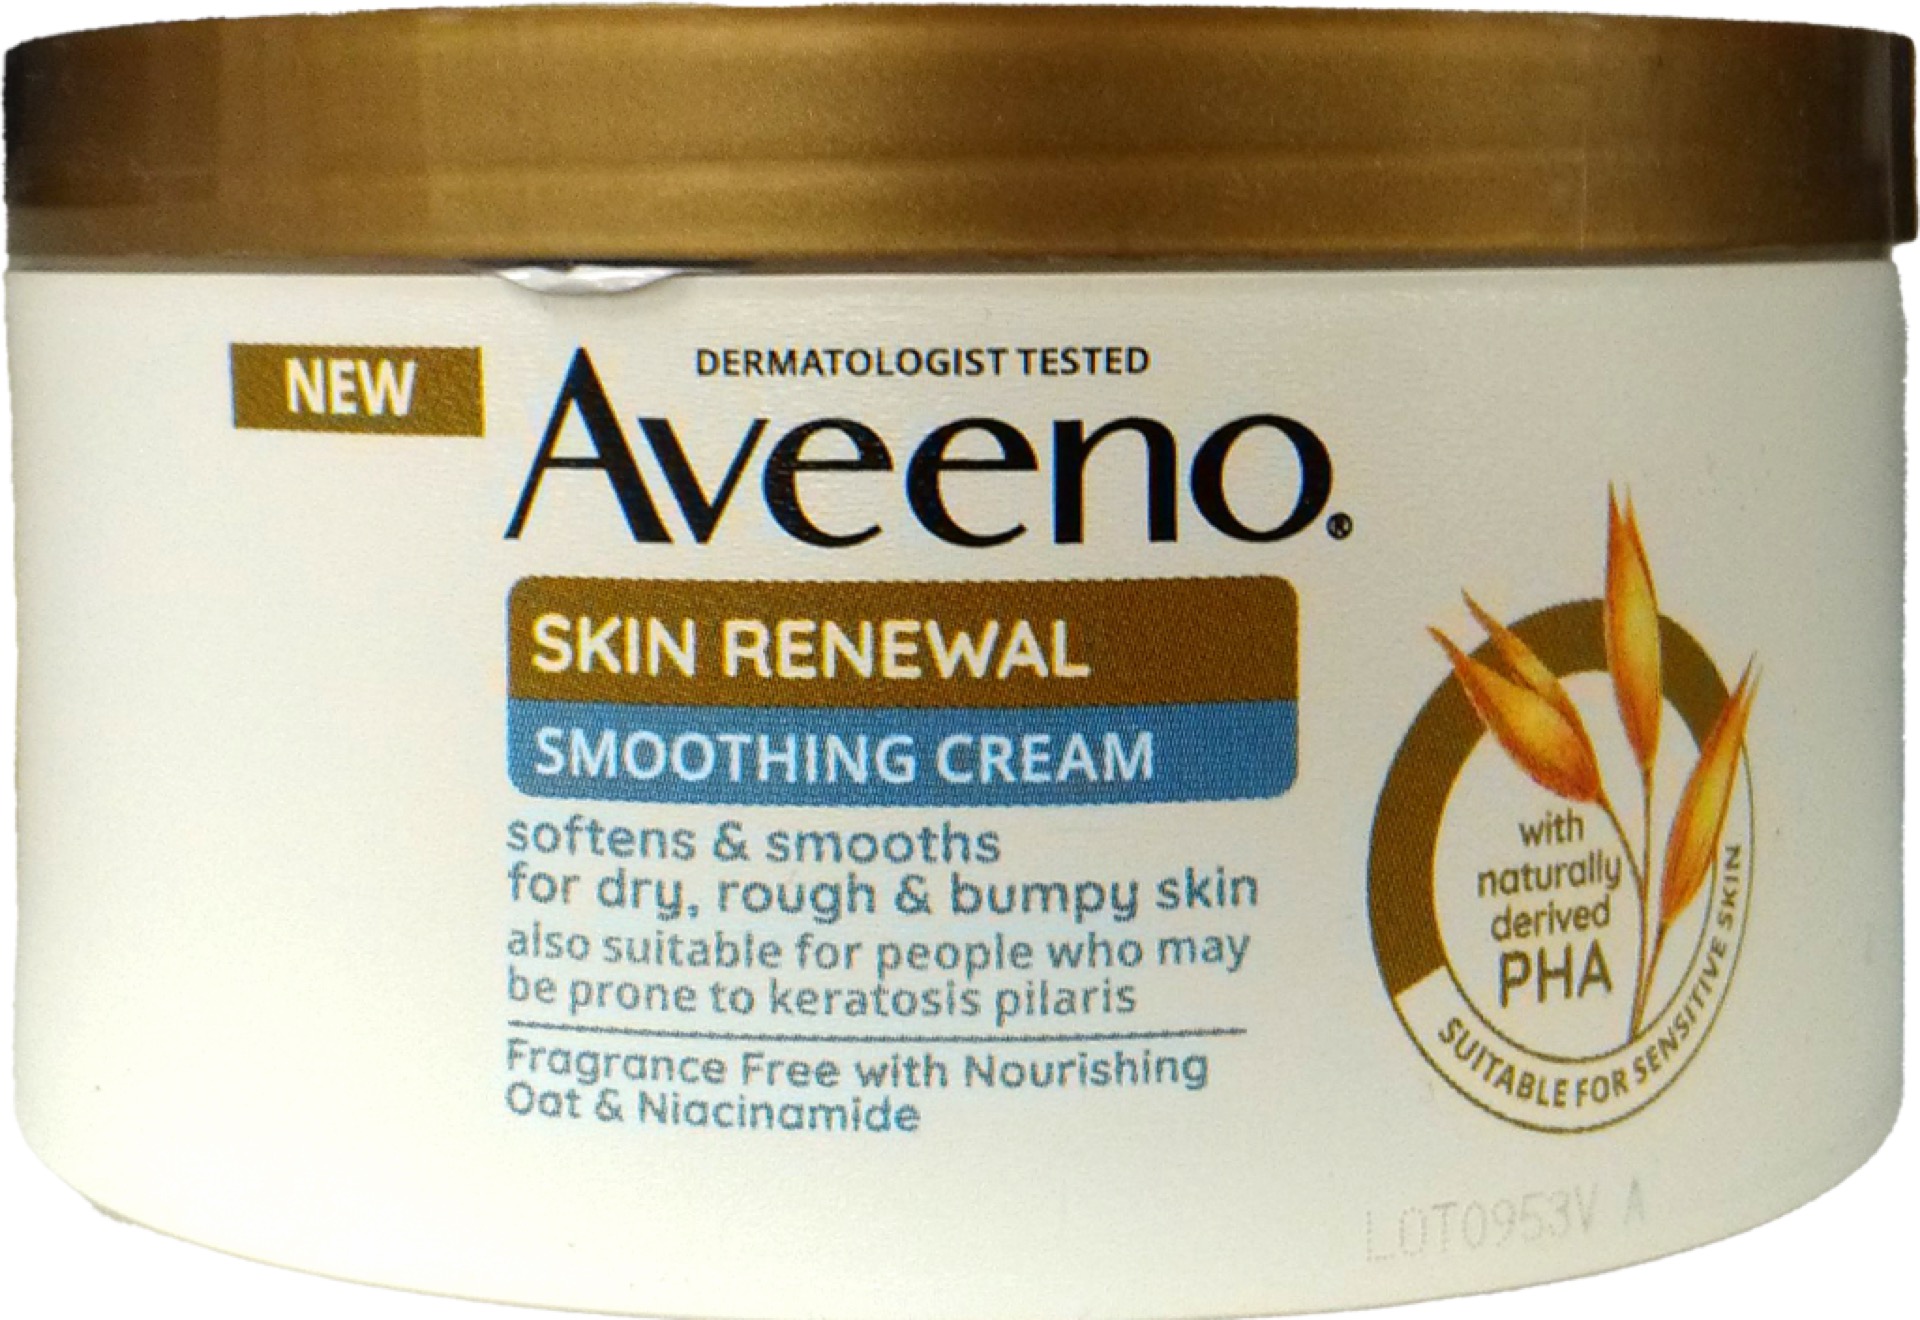 NEW
DERMATOLOGIST TESTED
Aveeno®
SKIN RENEWAL
SMOOTHING CREAM
softens & smooths
for dry, rough & bumpy skin
also suitable for people who may
be prone to keratosis pilaris
Fragrance Free with Nourishing
Oat & Niacinamide
with
naturally
derived
PHA
SUITABLE FOR SENSITIVE SKIN
LOT0953V A